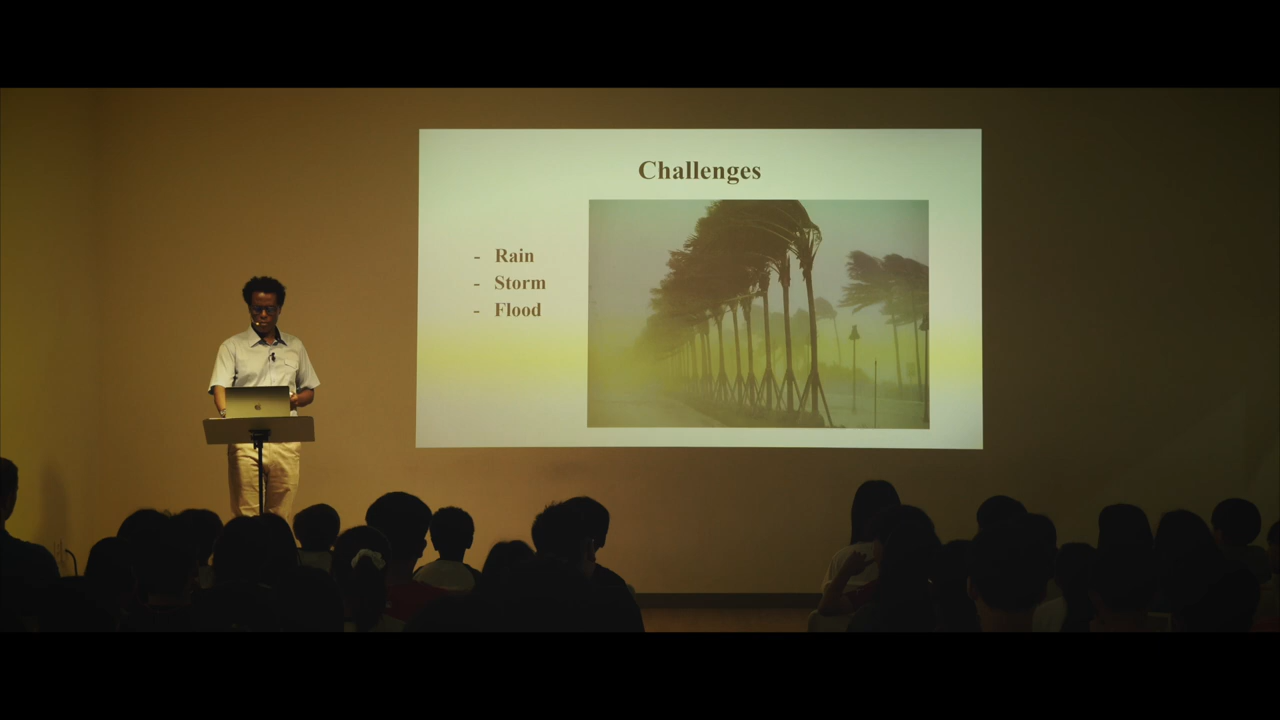 Challenges
- Rain
- Storm
- Flood